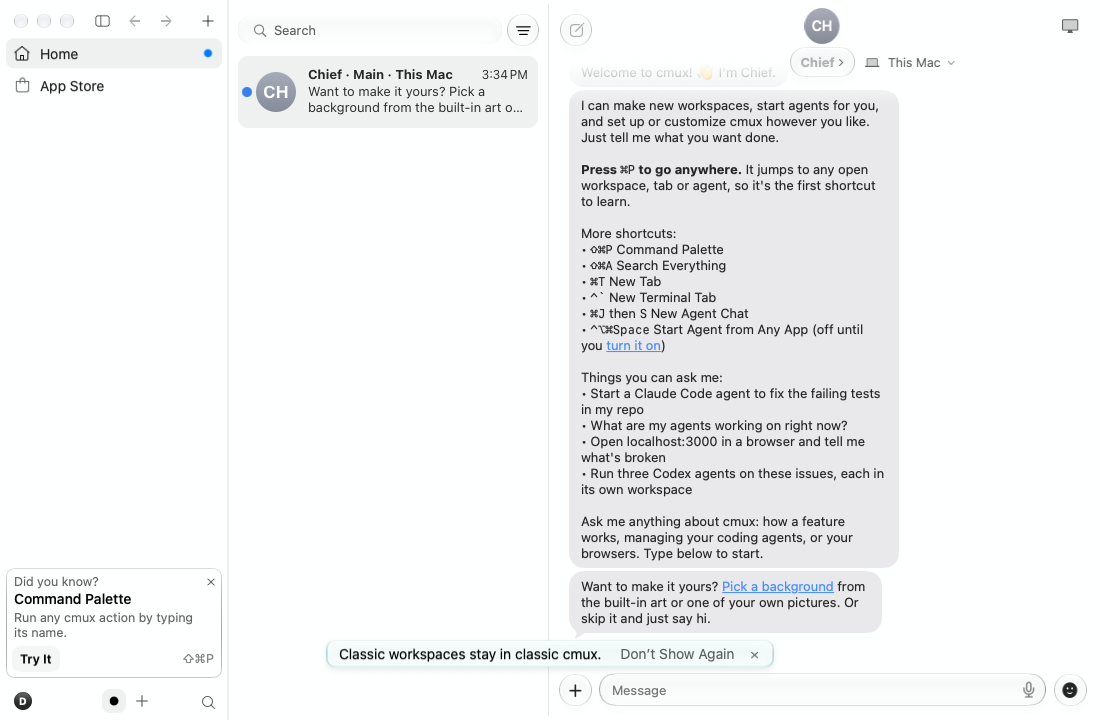 Home
App Store
Did you know?
Command Palette
Run any cmux action by typing
its name.
Try It
⇧⌘P
D
Search
CH
Chief · Main · This Mac
3:34 PM
Want to make it yours? Pick a
background from the built-in art o…
CH
Chief ›
This Mac
Welcome to cmux! 👋 I'm Chief.
I can make new workspaces, start agents for you,
and set up or customize cmux however you like.
Just tell me what you want done.
Press ⌘P to go anywhere. It jumps to any open
workspace, tab or agent, so it's the first shortcut
to learn.
More shortcuts:
• ⇧⌘P Command Palette
• ⇧⌘A Search Everything
• ⌘T New Tab
• ^` New Terminal Tab
• ⌘J then S New Agent Chat
• ^⌥⌘Space Start Agent from Any App (off until
you turn it on)
Things you can ask me:
• Start a Claude Code agent to fix the failing tests
in my repo
• What are my agents working on right now?
• Open localhost:3000 in a browser and tell me
what's broken
• Run three Codex agents on these issues, each in
its own workspace
Ask me anything about cmux: how a feature
works, managing your coding agents, or your
browsers. Type below to start.
Want to make it yours? Pick a background from
the built-in art or one of your own pictures. Or
skip it and just say hi.
Classic workspaces stay in classic cmux.
Don't Show Again
Message